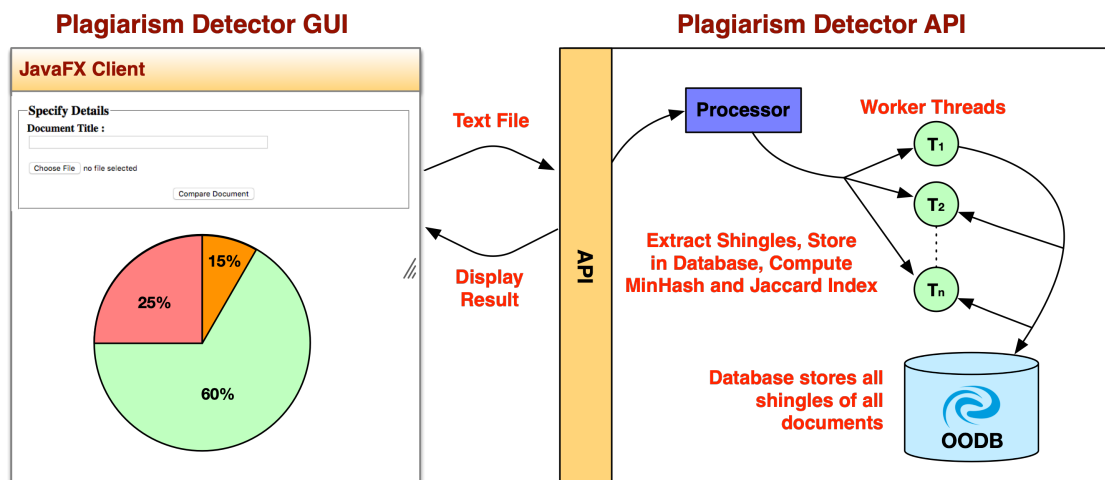 Plagiarism Detector GUI
Plagiarism Detector API
JavaFX Client
Specify Details
Document Title :
Choose File no file selected
Compare Document
15%
25%
60%
Text File
Display
Result
API
Processor
Worker Threads
T1
T2
Tn
Extract Shingles, Store
in Database, Compute
MinHash and Jaccard Index
Database stores all
shingles of all
documents
OODB